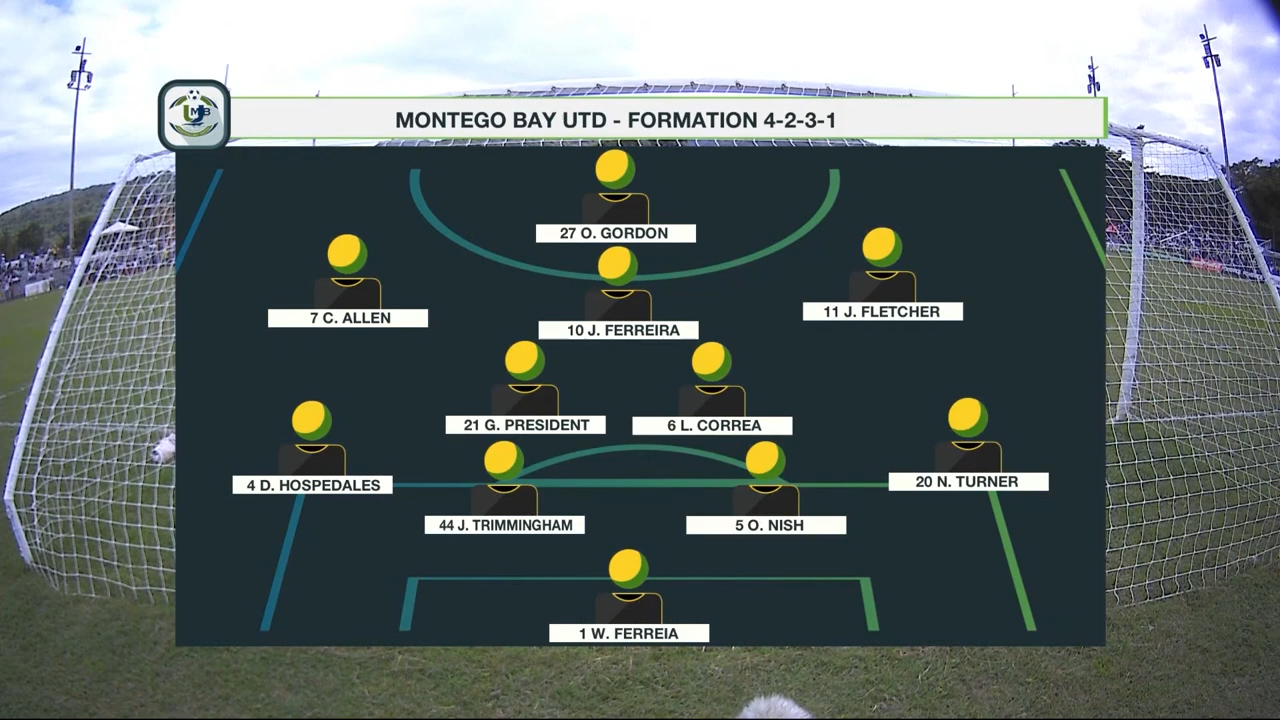 MONTEGO BAY UTD - FORMATION 4-2-3-1
27 O. GORDON
7 C. ALLEN
10 J. FERREIRA
11 J. FLETCHER
21 G. PRESIDENT
6 L. CORREA
4 D. HOSPEDALES
20 N. TURNER
44 J. TRIMMINGHAM
5 O. NISH
1 W. FERREIA